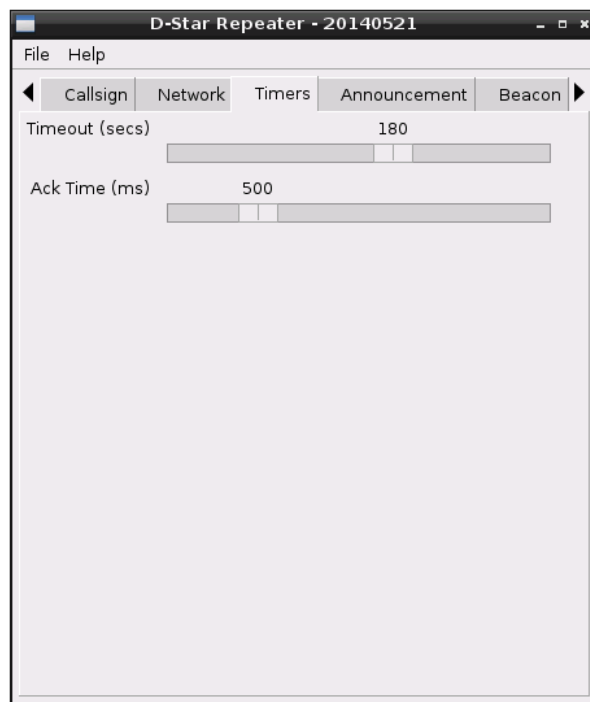 D-Star Repeater - 20140521
File Help
Callsign Network Timers Announcement Beacon
Timeout (secs) 180
Ack Time (ms) 500